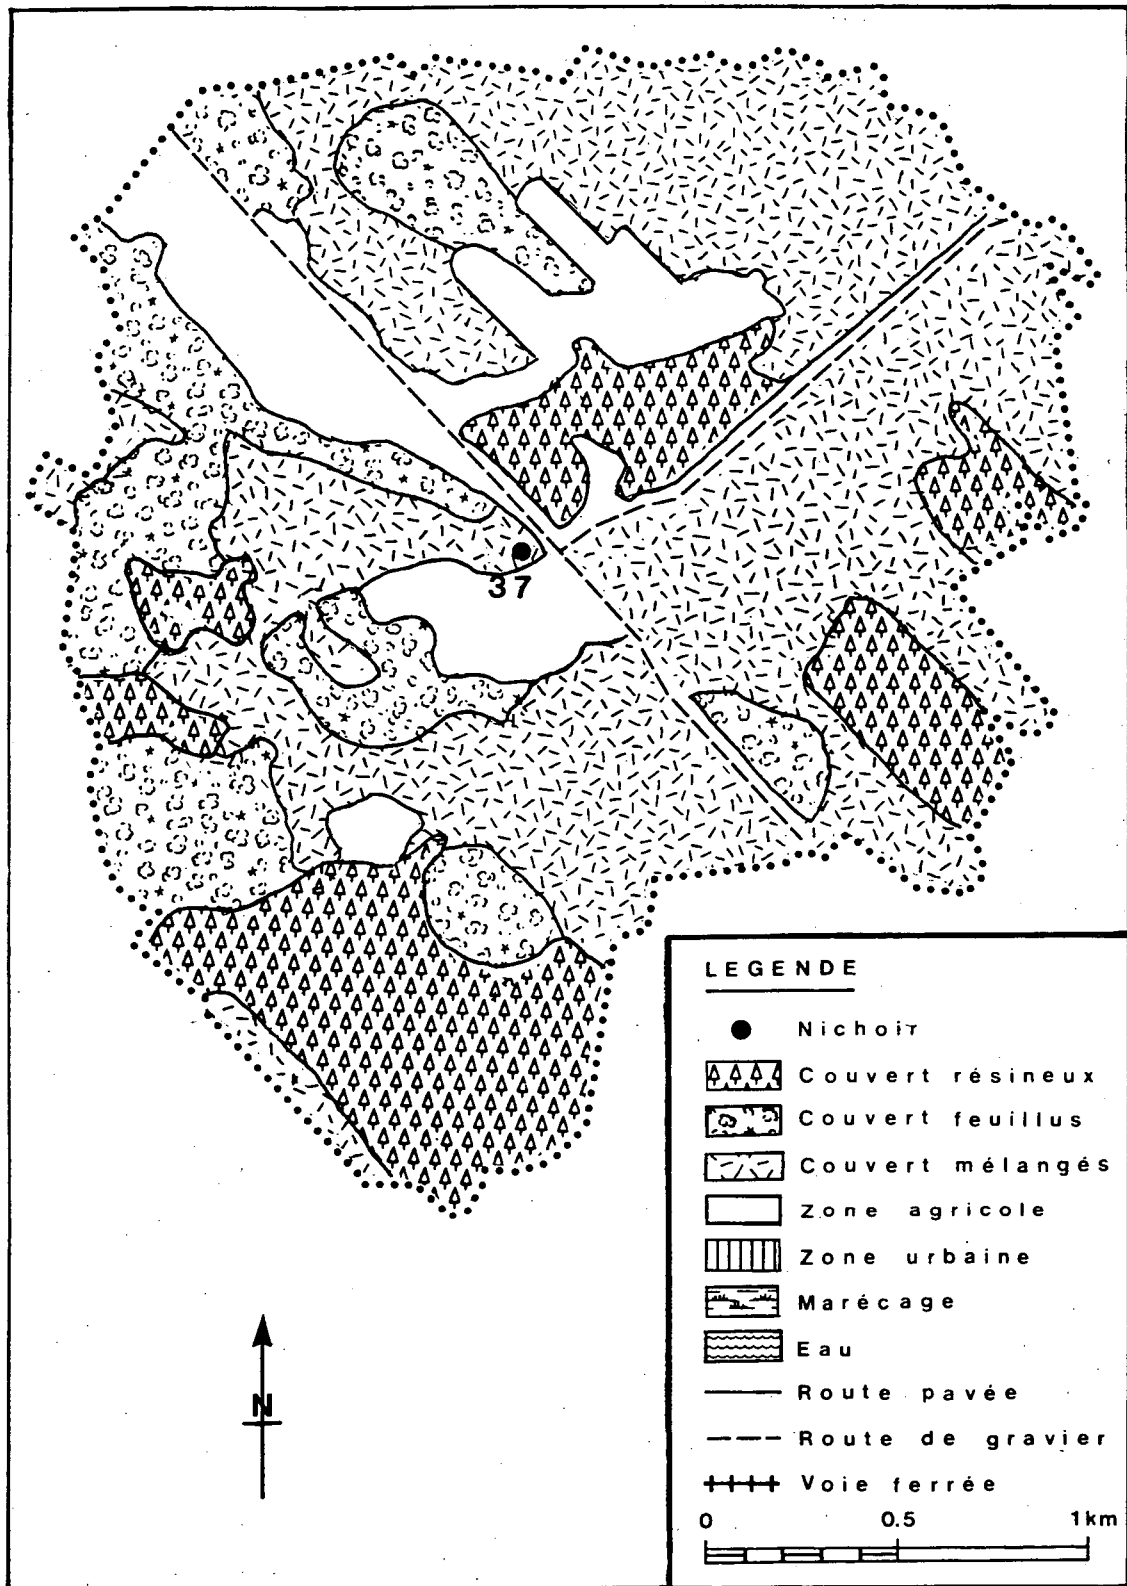 37
LEGENDE
Nichoir
Couvert résineux
Couvert feuillus
Couvert mélangés
Zone agricole
Zone urbaine
Marécage
Eau
Route pavée
Route de gravier
Voie ferrée
0 0.5 1km
N